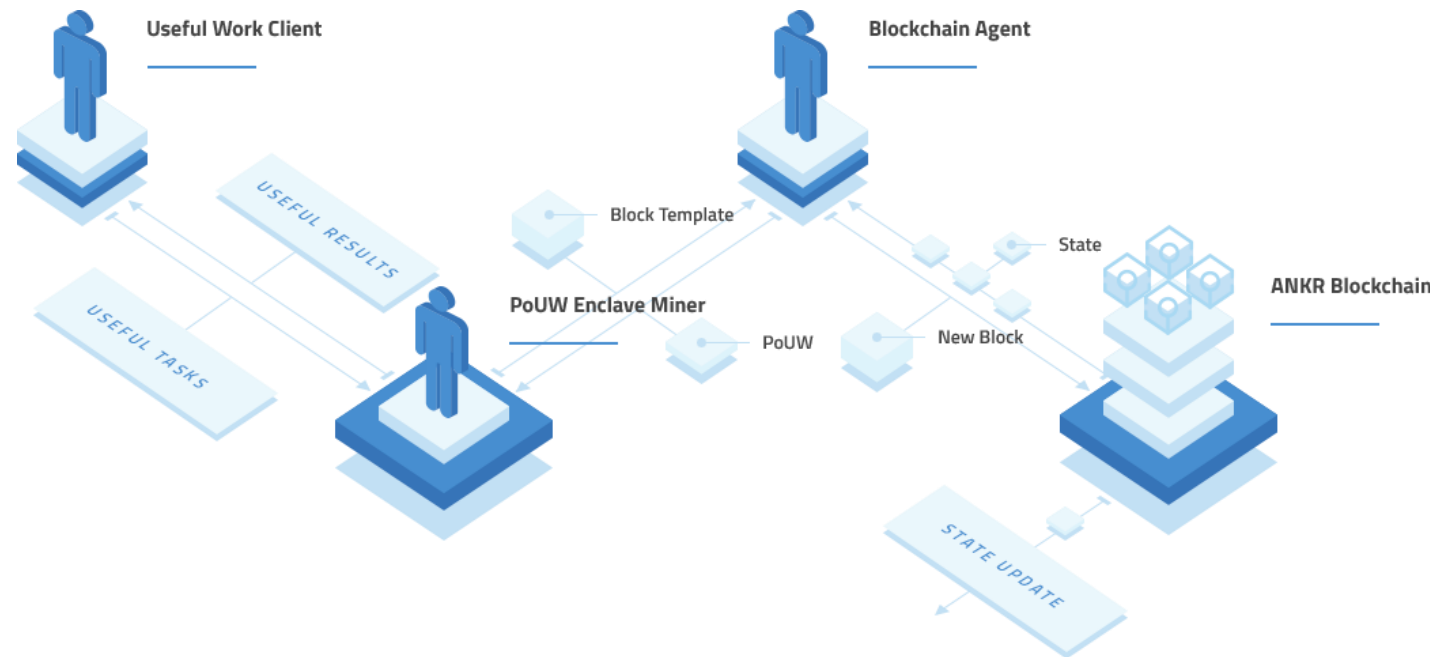 Useful Work Client
Blockchain Agent
USEFUL RESULTS
Block Template
State
ANKR Blockchain
PoUW Enclave Miner
USEFUL TASKS
PoUW
New Block
STATE UPDATE